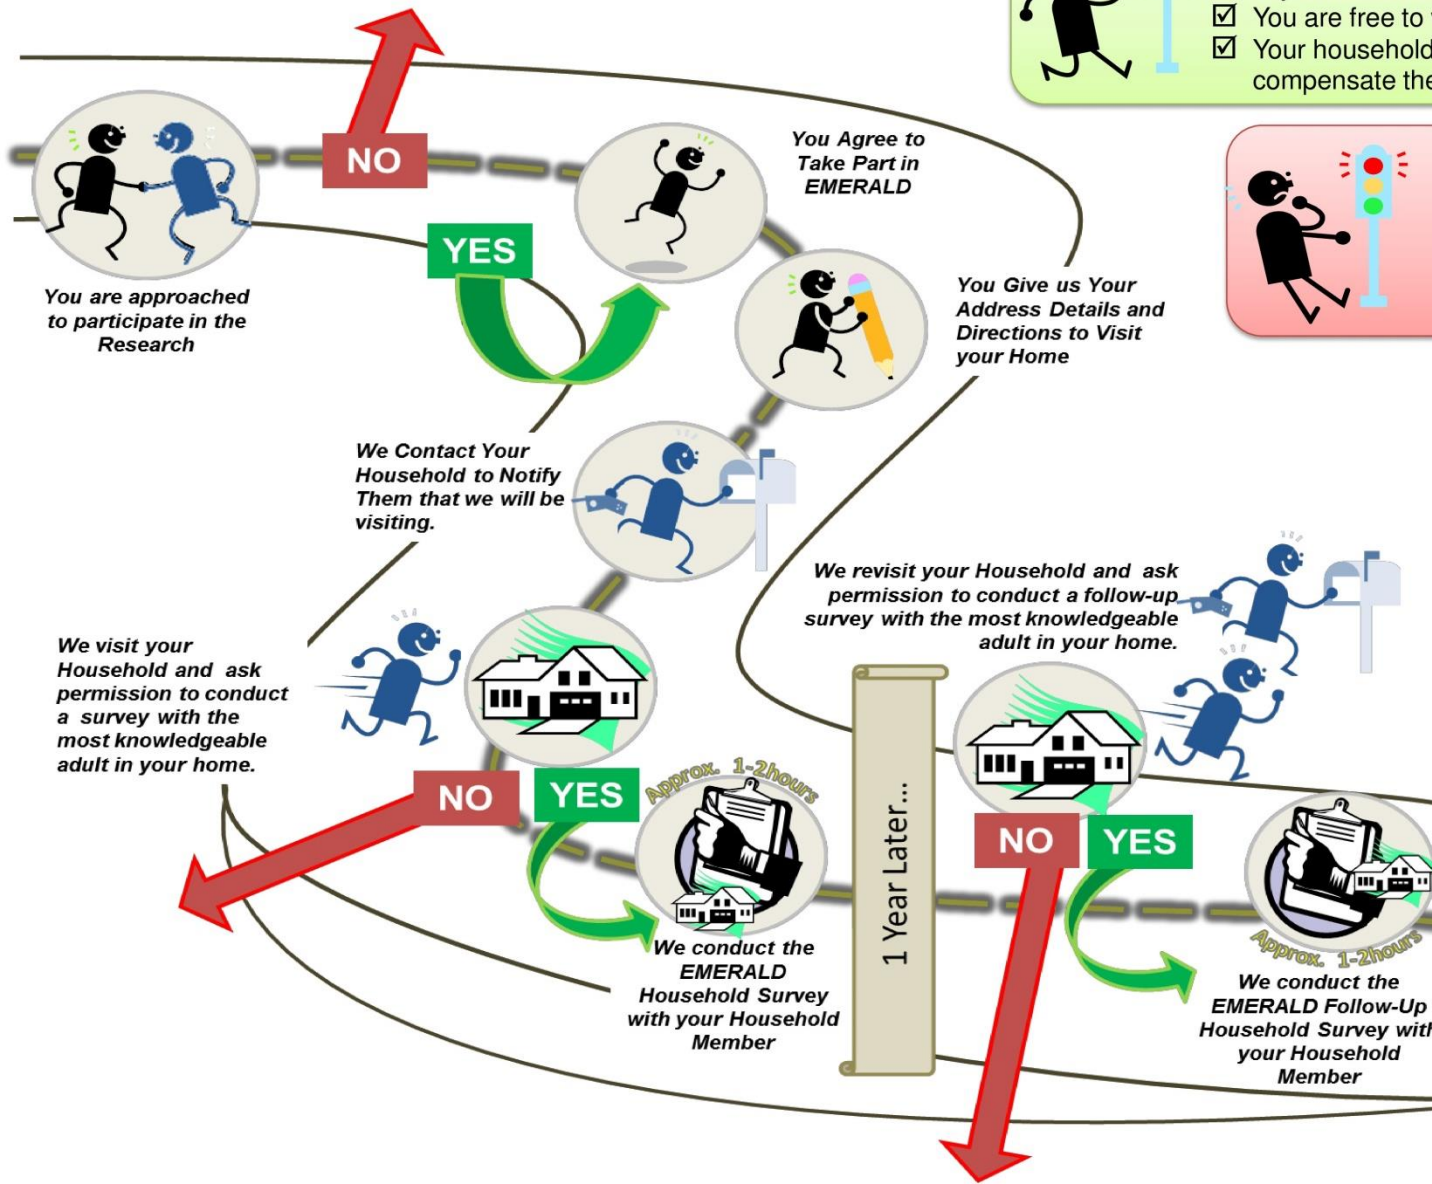 ☑ You are free to
☑ Your household
compensate the
NO
You Agree to
Take Part in
EMERALD
YES
You are approached
to participate in the
Research
You Give us Your
Address Details and
Directions to Visit
your Home
We Contact Your
Household to Notify
Them that we will be
visiting.
We revisit your Household and ask
permission to conduct a follow-up
survey with the most knowledgeable
adult in your home.
We visit your
Household and ask
permission to conduct
a survey with the
most knowledgeable
adult in your home.
NO
YES
Approx. 1-2hours
1 Year Later...
NO
YES
We conduct the
EMERALD
Household Survey
with your Household
Member
Approx. 1-2hours
We conduct the
EMERALD Follow-Up
Household Survey with
your Household
Member